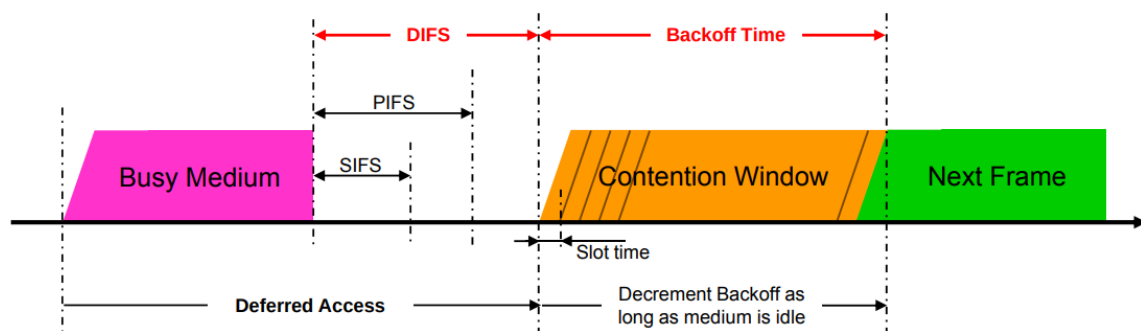 DIFS
Backoff Time
PIFS
SIFS
Busy Medium
Contention Window
Next Frame
Slot time
Deferred Access
Decrement Backoff as
long as medium is idle